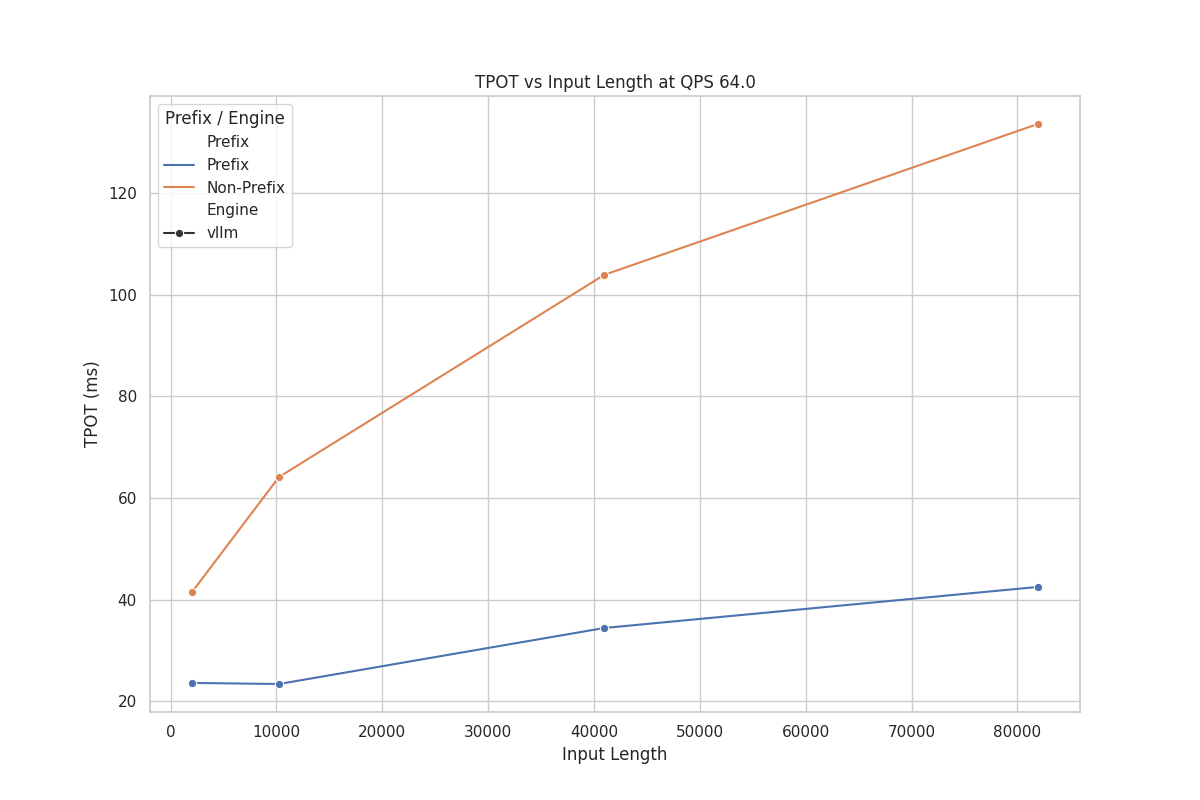 TPOT vs Input Length at QPS 64.0
Prefix / Engine
Prefix
Prefix
Non-Prefix
Engine
vllm
TPOT (ms)
120
100
80
60
40
20
0 10000 20000 30000 40000 50000 60000 70000 80000
Input Length